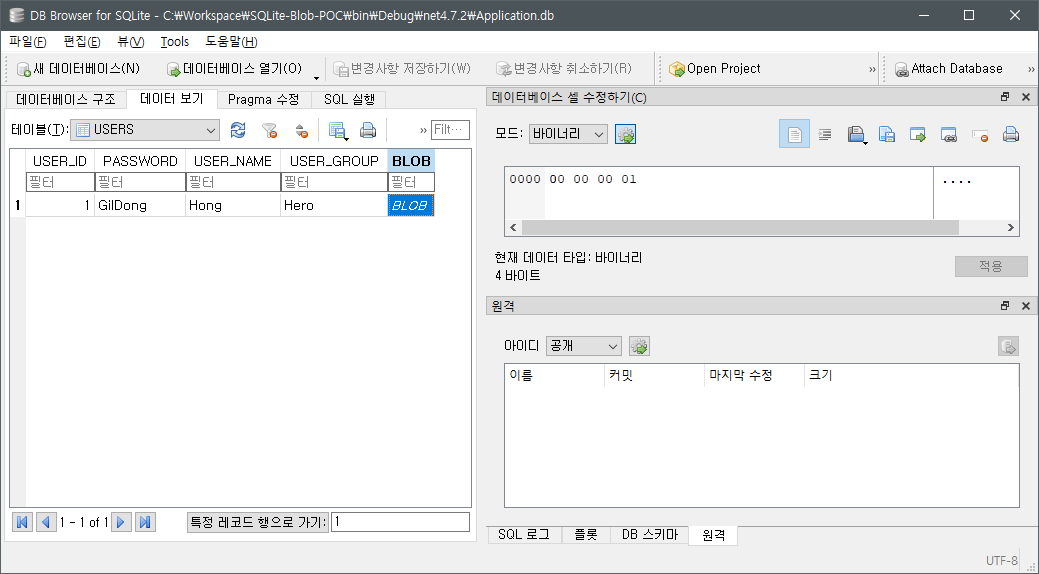 DB Browser for SQLite - C:₩Workspace₩SQLite-Blob-POC₩bin₩Debug₩net4.7.2₩Application.db
파일(F) 편집(E) 뷰(V) Tools 도움말(H)
새 데이터베이스(N) 데이터베이스 열기(O) 변경사항 저장하기(W) 변경사항 취소하기(R) Open Project » Attach Database »
데이터베이스 구조 데이터 보기 Pragma 수정 SQL 실행
테이블(T): USERS » Filt...
USER_ID PASSWORD USER_NAME USER_GROUP BLOB
필터 필터 필터 필터 필터
1 1 GilDong Hong Hero BLOB
1 - 1 of 1 특정 레코드 행으로 가기: 1
데이터베이스 셀 수정하기(C)
모드: 바이너리
0000 00 00 00 01 ....
현재 데이터 타입: 바이너리
4 바이트
적용
원격
아이디 공개
이름 커밋 마지막 수정 크기
SQL 로그 플롯 DB 스키마 원격
UTF-8